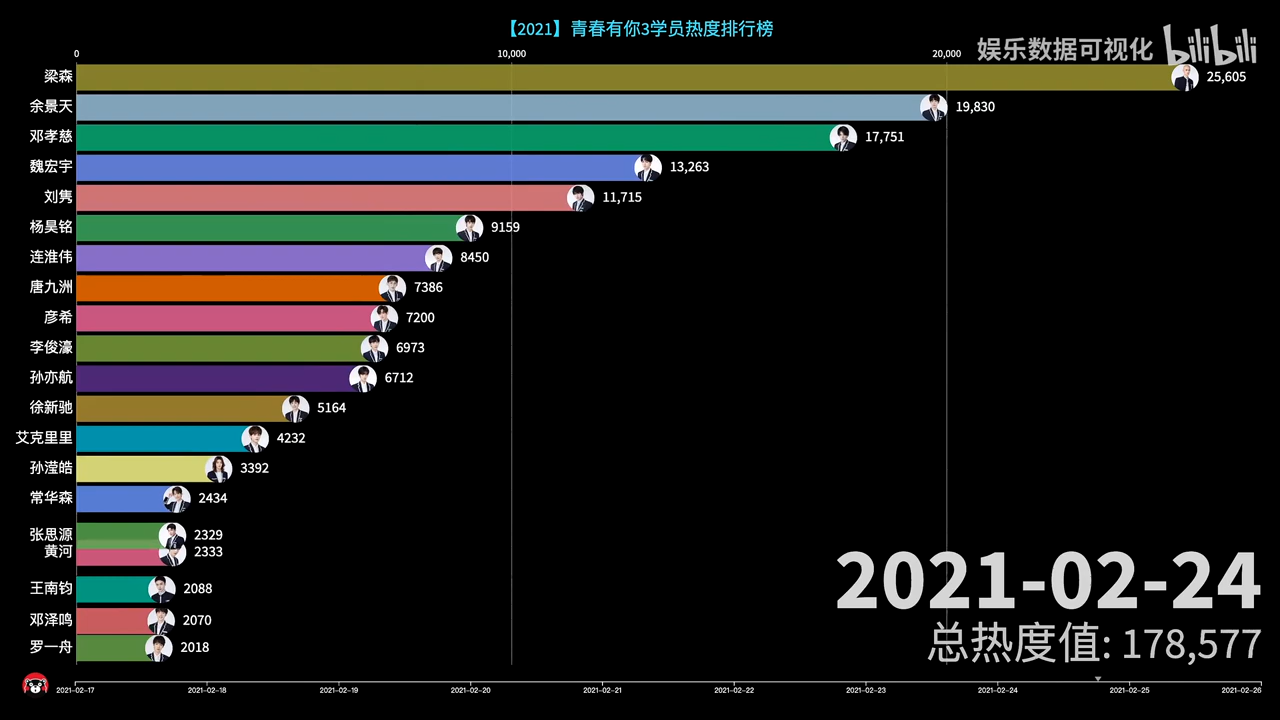 【2021】青春有你3学员热度排行榜
娱乐数据可视化 bilibili
0 10,000 20,000
梁森 25,605
余景天 19,830
邓孝慈 17,751
魏宏宇 13,263
刘隽 11,715
杨昊铭 9159
连淮伟 8450
唐九洲 7386
彦希 7200
李俊濠 6973
孙亦航 6712
徐新驰 5164
艾克里里 4232
孙滢皓 3392
常华森 2434
张思源 2329
黄河 2333
王南钧 2088
邓泽鸣 2070
罗一舟 2018
2021-02-24
总热度值: 178,577
2021-02-17 2021-02-18 2021-02-19 2021-02-20 2021-02-21 2021-02-22 2021-02-23 2021-02-24 2021-02-25 2021-02-26